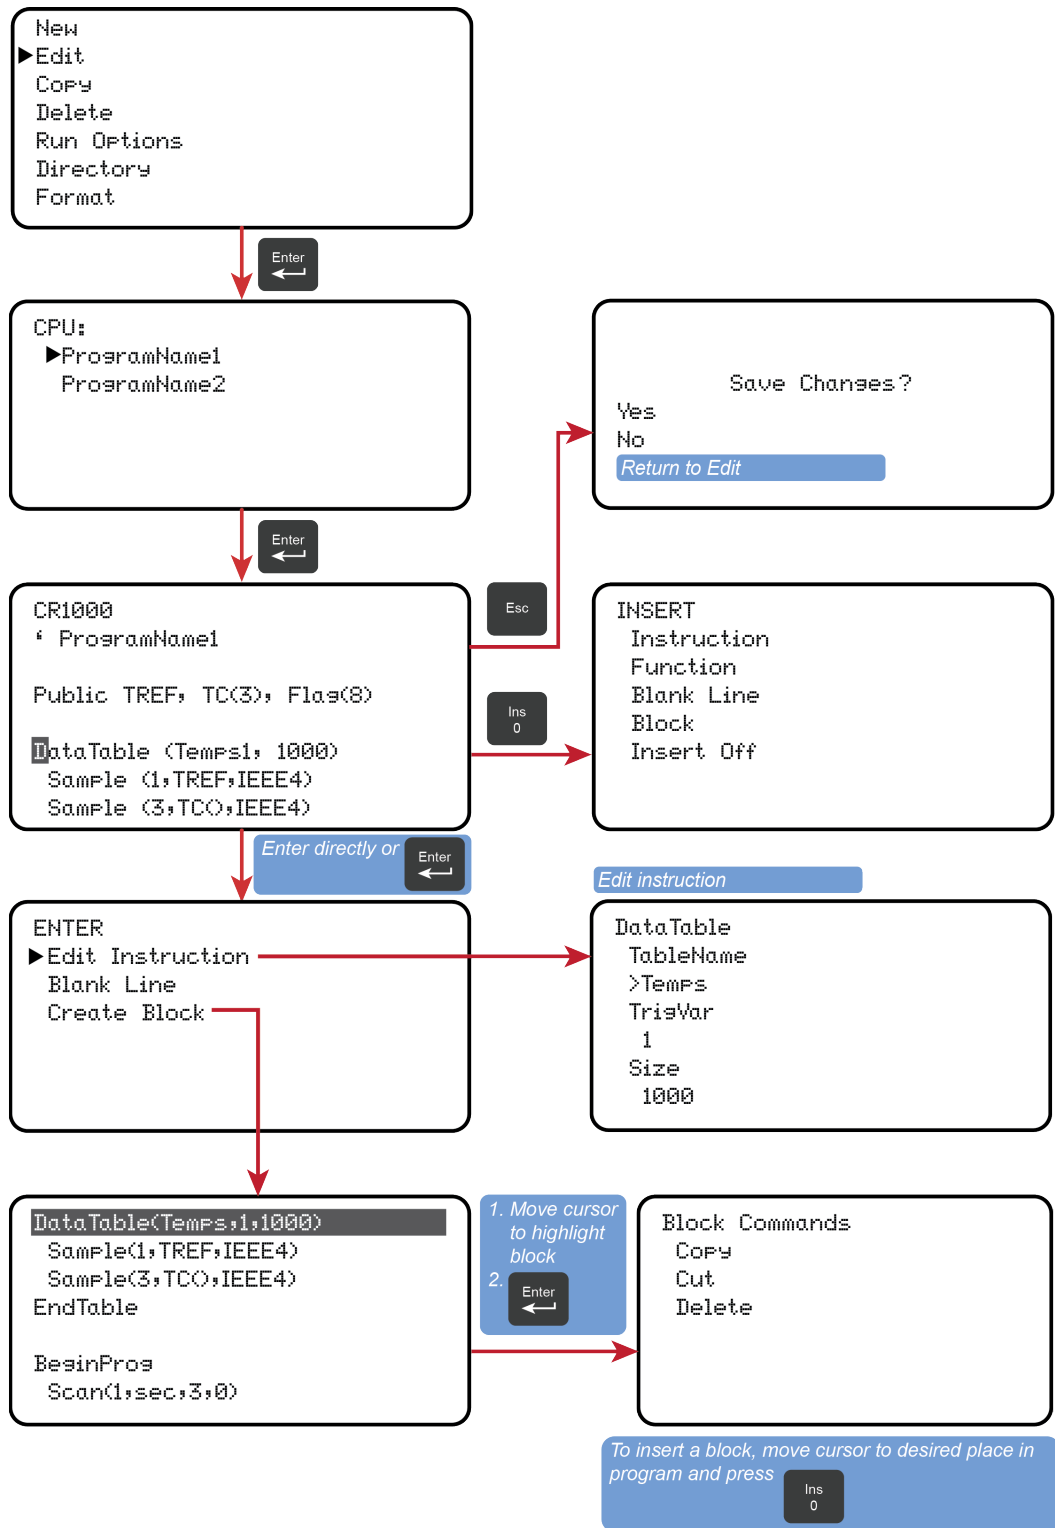 New
Edit
Copy
Delete
Run Options
Directory
Format
Enter
CPU:
ProgramName1
ProgramName2
Save Changes?
Yes
No
Return to Edit
Enter
CR1000
‘ ProgramName1
Public TREF, TC(3), Flag(8)
DataTable (Temps1, 1000)
Sample (1,TREF,IEEE4)
Sample (3,TC(),IEEE4)
Esc
Ins
0
INSERT
Instruction
Function
Blank Line
Block
Insert Off
Enter directly or
Enter
ENTER
Edit Instruction
Blank Line
Create Block
Edit instruction
DataTable
TableName
>Temps
TrigVar
1
Size
1000
DataTable(Temps,1,1000)
Sample(1,TREF,IEEE4)
Sample(3,TC(),IEEE4)
EndTable
BeginProg
Scan(1,sec,3,0)
1. Move cursor
to highlight
block
2.
Enter
Block Commands
Copy
Cut
Delete
To insert a block, move cursor to desired place in
program and press
Ins
0